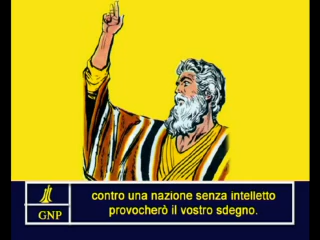 contro una nazione senza intelletto
provocherò il vostro sdegno.
GNP